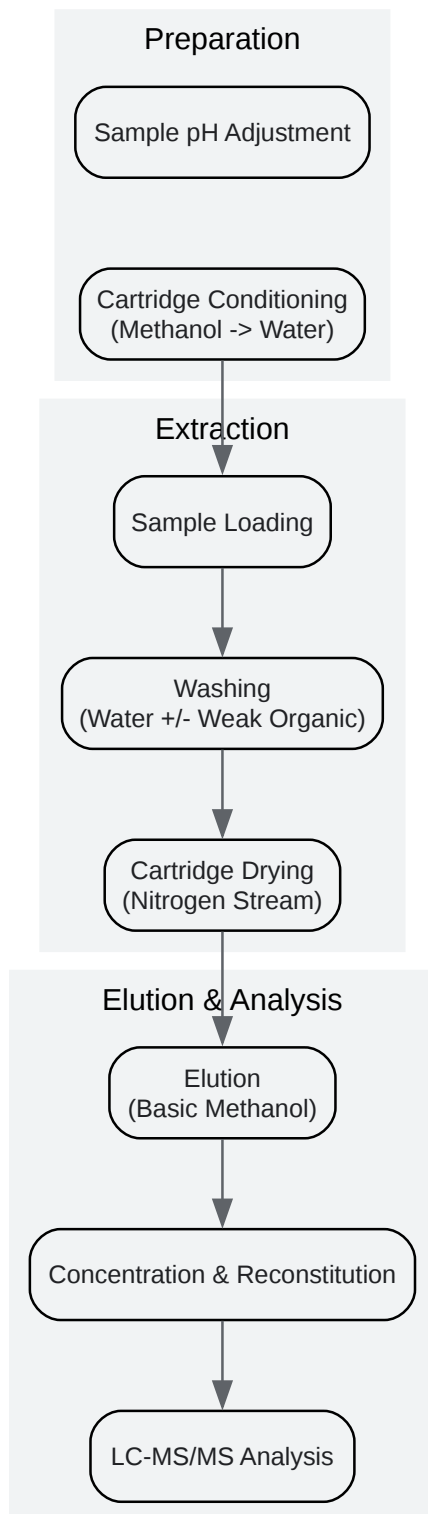 Preparation
Sample pH Adjustment
Cartridge Conditioning
(Methanol -> Water)
Extraction
Sample Loading
Washing
(Water +/- Weak Organic)
Cartridge Drying
(Nitrogen Stream)
Elution & Analysis
Elution
(Basic Methanol)
Concentration & Reconstitution
LC-MS/MS Analysis